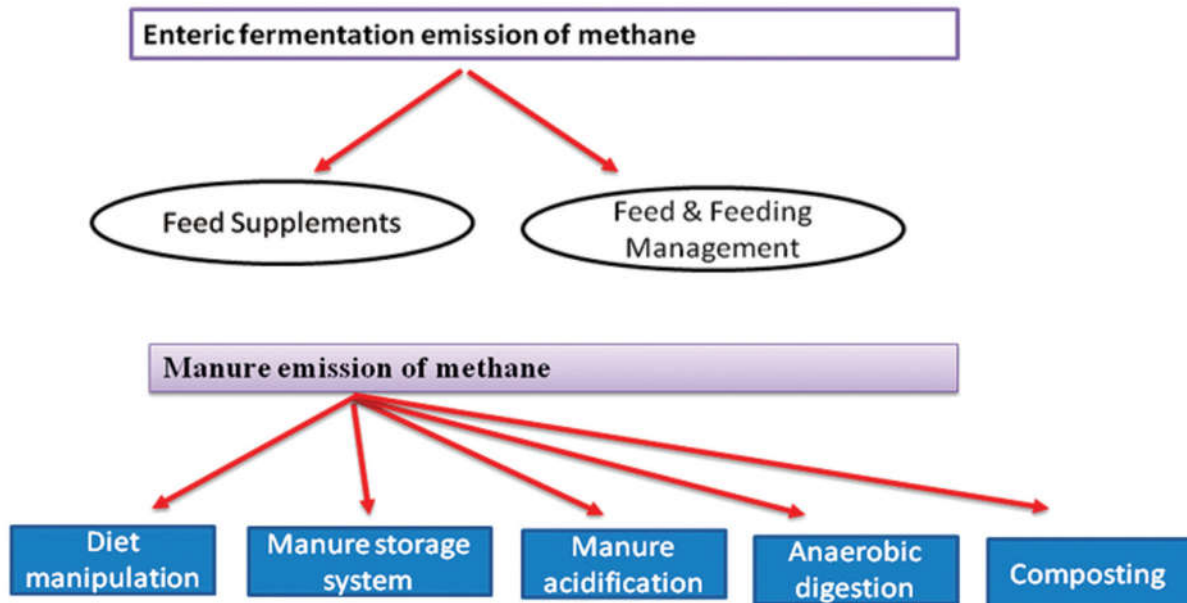 Enteric fermentation emission of methane
Feed Supplements
Feed & Feeding
Management
Manure emission of methane
Diet
manipulation
Manure storage
system
Manure
acidification
Anaerobic
digestion
Composting